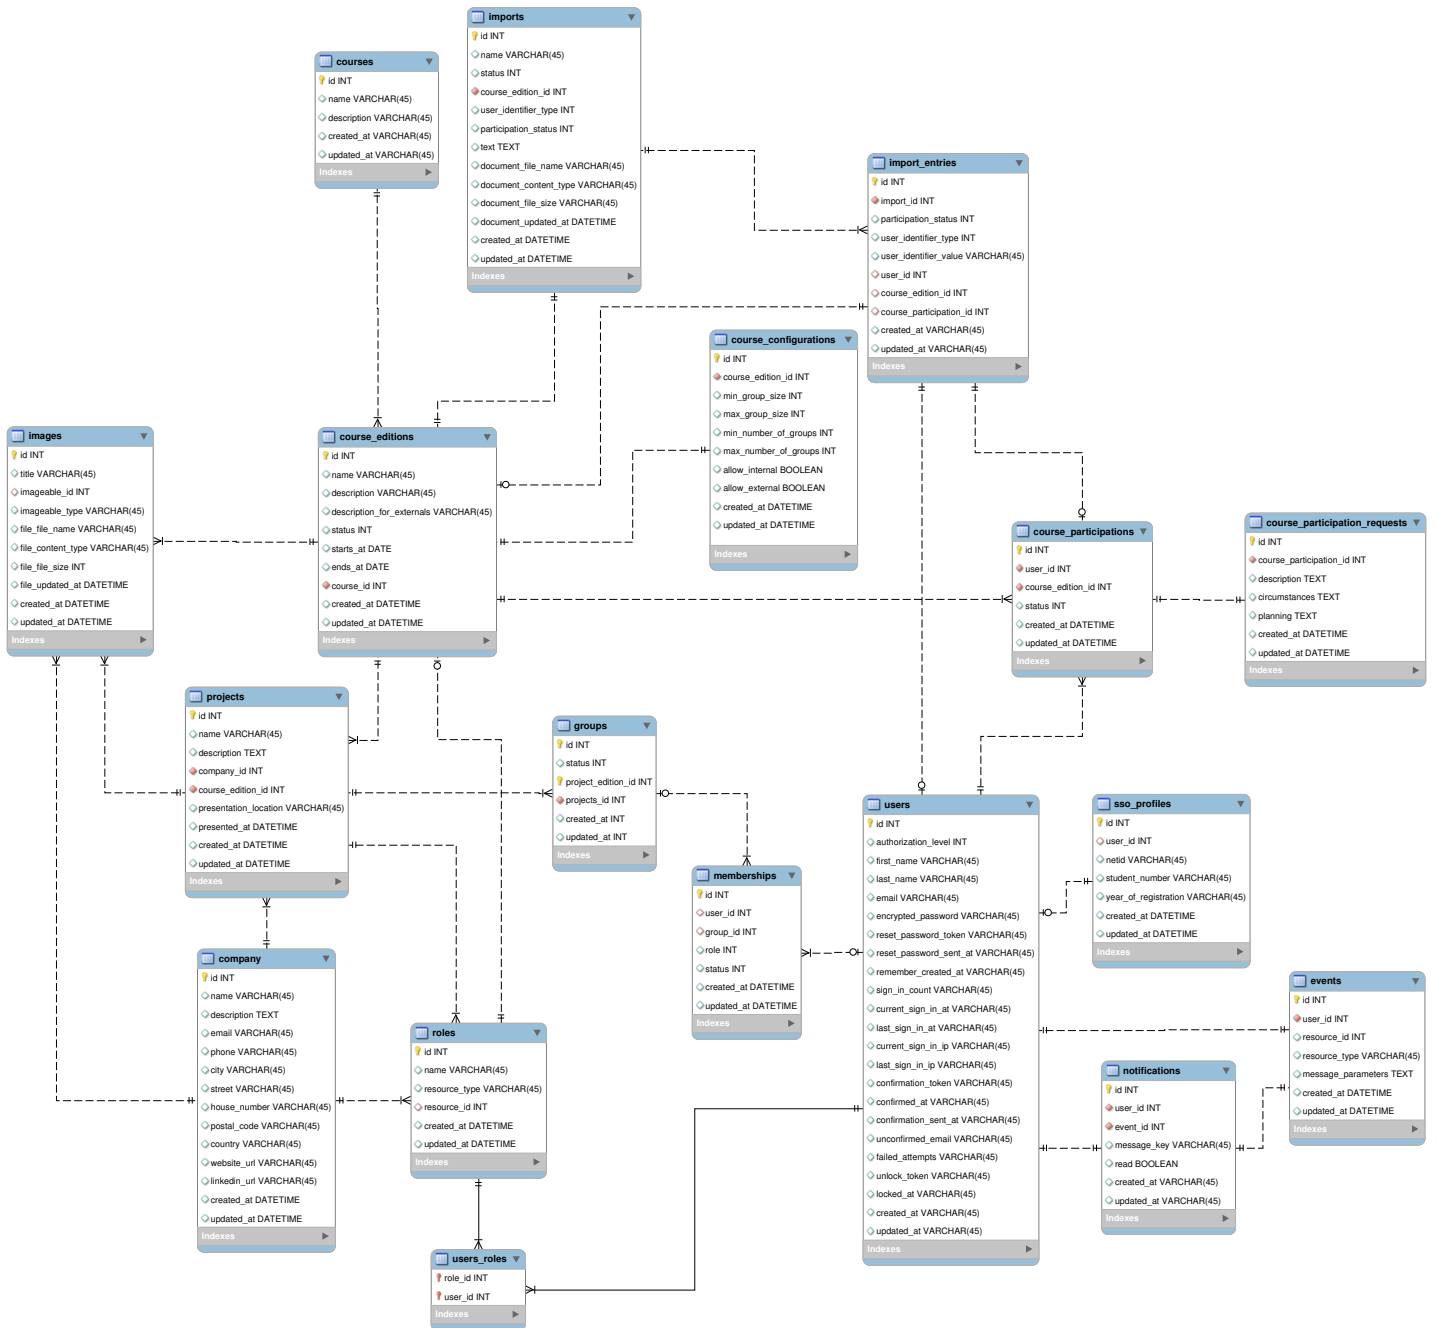 imports
id INT
name VARCHAR(45)
status INT
course_edition_id INT
user_identifier_type INT
participation_status INT
text TEXT
document_file_name VARCHAR(45)
document_content_type VARCHAR(45)
document_file_size VARCHAR(45)
document_updated_at DATETIME
created_at DATETIME
updated_at DATETIME
Indexes
courses
id INT
name VARCHAR(45)
description VARCHAR(45)
created_at VARCHAR(45)
updated_at VARCHAR(45)
Indexes
import_entries
id INT
import_id INT
participation_status INT
user_identifier_type INT
user_identifier_value VARCHAR(45)
user_id INT
course_edition_id INT
course_participation_id INT
created_at VARCHAR(45)
updated_at VARCHAR(45)
Indexes
course_configurations
id INT
course_edition_id INT
min_group_size INT
max_group_size INT
min_number_of_groups INT
max_number_of_groups INT
allow_internal BOOLEAN
allow_external BOOLEAN
created_at DATETIME
updated_at DATETIME
Indexes
images
id INT
title VARCHAR(45)
imageable_id INT
imageable_type VARCHAR(45)
file_file_name VARCHAR(45)
file_content_type VARCHAR(45)
file_file_size INT
file_updated_at DATETIME
created_at DATETIME
updated_at DATETIME
Indexes
course_editions
id INT
name VARCHAR(45)
description VARCHAR(45)
description_for_externals VARCHAR(45)
status INT
starts_at DATE
ends_at DATE
course_id INT
created_at DATETIME
updated_at DATETIME
Indexes
course_participations
id INT
user_id INT
course_edition_id INT
status INT
created_at DATETIME
updated_at DATETIME
Indexes
course_participation_requests
id INT
course_participation_id INT
description TEXT
circumstances TEXT
planning TEXT
created_at DATETIME
updated_at DATETIME
Indexes
projects
id INT
name VARCHAR(45)
description TEXT
company_id INT
course_edition_id INT
presentation_location VARCHAR(45)
presented_at DATETIME
created_at DATETIME
updated_at DATETIME
Indexes
groups
id INT
status INT
project_edition_id INT
projects_id INT
created_at INT
updated_at INT
Indexes
memberships
id INT
user_id INT
group_id INT
role INT
status INT
created_at DATETIME
updated_at DATETIME
Indexes
users
id INT
authorization_level INT
first_name VARCHAR(45)
last_name VARCHAR(45)
email VARCHAR(45)
encrypted_password VARCHAR(45)
reset_password_token VARCHAR(45)
reset_password_sent_at VARCHAR(45)
remember_created_at VARCHAR(45)
sign_in_count VARCHAR(45)
current_sign_in_at VARCHAR(45)
last_sign_in_at VARCHAR(45)
current_sign_in_ip VARCHAR(45)
last_sign_in_ip VARCHAR(45)
confirmation_token VARCHAR(45)
confirmed_at VARCHAR(45)
confirmation_sent_at VARCHAR(45)
unconfirmed_email VARCHAR(45)
failed_attempts VARCHAR(45)
unlock_token VARCHAR(45)
locked_at VARCHAR(45)
created_at VARCHAR(45)
updated_at VARCHAR(45)
Indexes
sso_profiles
id INT
user_id INT
netid VARCHAR(45)
student_number VARCHAR(45)
year_of_registration VARCHAR(45)
created_at DATETIME
updated_at DATETIME
Indexes
company
id INT
name VARCHAR(45)
description TEXT
email VARCHAR(45)
phone VARCHAR(45)
city VARCHAR(45)
street VARCHAR(45)
house_number VARCHAR(45)
postal_code VARCHAR(45)
country VARCHAR(45)
website_url VARCHAR(45)
linkedin_url VARCHAR(45)
created_at DATETIME
updated_at DATETIME
Indexes
roles
id INT
name VARCHAR(45)
resource_type VARCHAR(45)
resource_id INT
created_at DATETIME
updated_at DATETIME
Indexes
events
id INT
user_id INT
resource_id INT
resource_type VARCHAR(45)
message_parameters TEXT
created_at DATETIME
updated_at DATETIME
Indexes
notifications
id INT
user_id INT
event_id INT
message_key VARCHAR(45)
read BOOLEAN
created_at VARCHAR(45)
updated_at VARCHAR(45)
Indexes
users_roles
role_id INT
user_id INT
Indexes